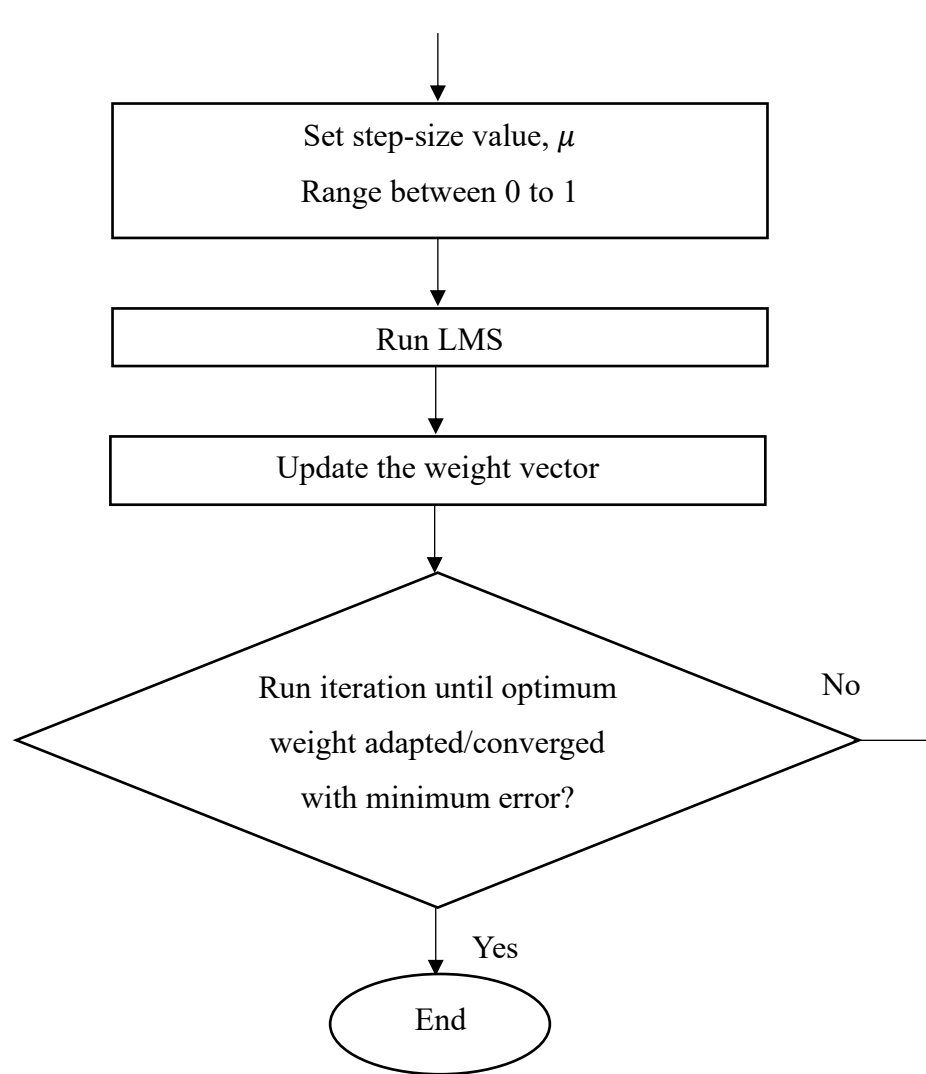 Set step-size value, 𝜇
Range between 0 to 1
Run LMS
Update the weight vector
Run iteration until optimum
weight adapted/converged
with minimum error?
No
Yes
End